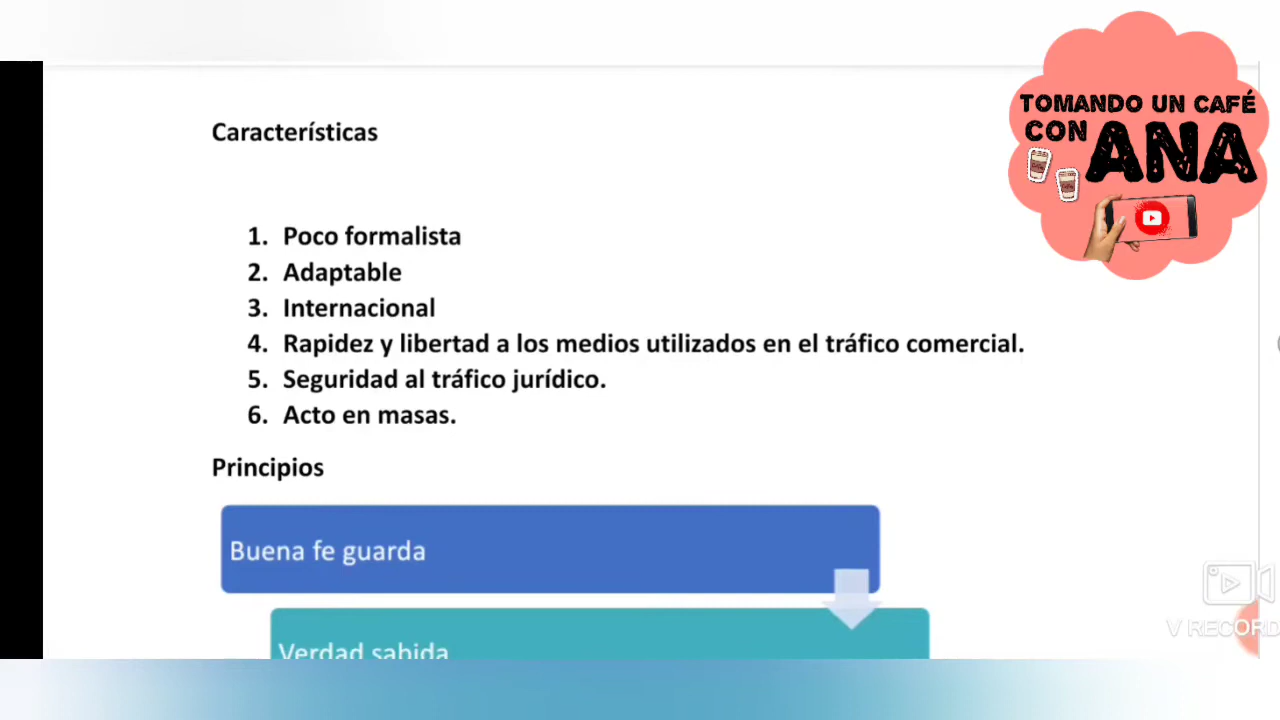 TOMANDO UN CAFÉ
CON ANA
Características
1. Poco formalista
2. Adaptable
3. Internacional
4. Rapidez y libertad a los medios utilizados en el tráfico comercial.
5. Seguridad al tráfico jurídico.
6. Acto en masas.
Principios
Buena fe guarda
Verdad sabida
V RECORD